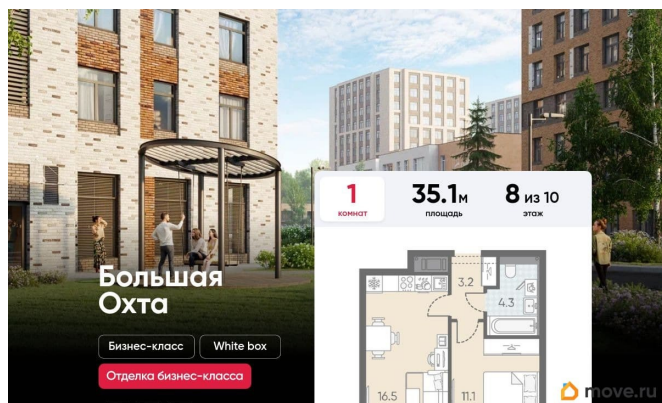 1
комнат
35.1м
площадь
8 из 10
этаж
Большая
Охта
Бизнес-класс
White box
Отделка бизнес-класса
3.2
4.3
16.5
11.1
move.ru